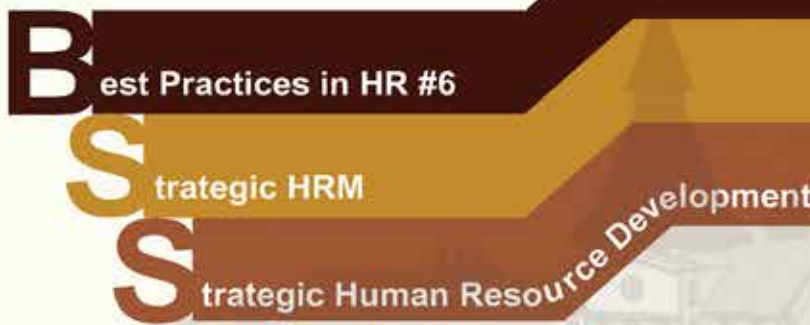 Best Practices in HR #6
Strategic HRM
Strategic Human Resource Development